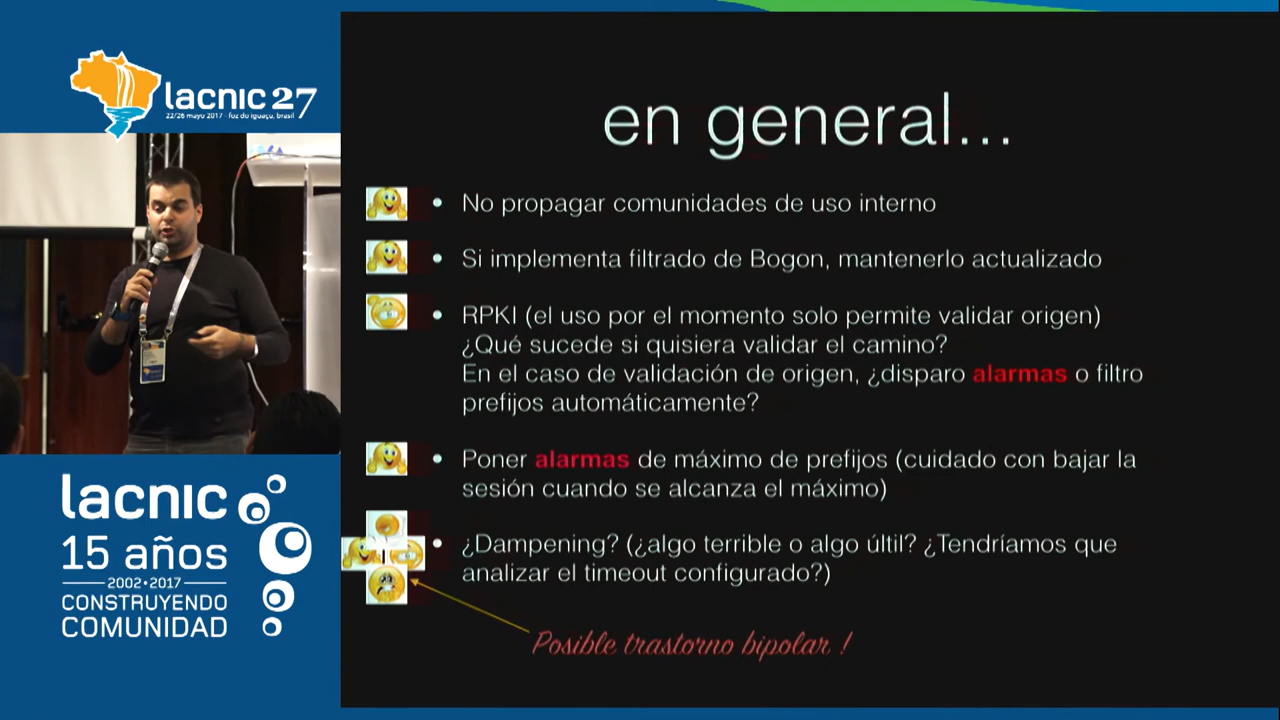 lacnic 27
22/26 mayo 2017 - foz do iguaçu, brasil
lacnic
15 años
2002•2017
CONSTRUYENDO
COMUNIDAD
en general...
• No propagar comunidades de uso interno
• Si implementa filtrado de Bogon, mantenerlo actualizado
• RPKI (el uso por el momento solo permite validar origen)
¿Qué sucede si quisiera validar el camino?
En el caso de validación de origen, ¿disparo alarmas o filtro
prefijos automáticamente?
• Poner alarmas de máximo de prefijos (cuidado con bajar la
sesión cuando se alcanza el máximo)
• ¿Dampening? (¿algo terrible o algo últil? ¿Tendríamos que
analizar el timeout configurado?)
Posible trastorno bipolar !